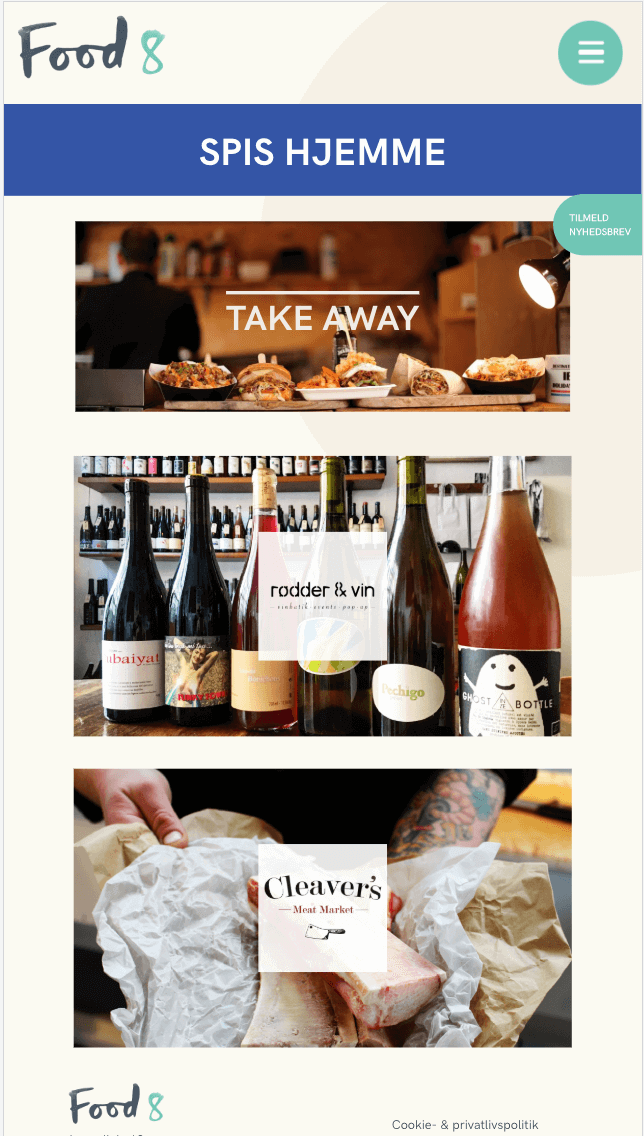 Food 8
SPIS HJEMME
TILMELD
NYHEDSBREV
TAKE AWAY
rødder & vin
vinbutik · events · pop-op
ubaiyat
Pechigo
GHOST BOTTLE
Cleaver's
Meat Market
Food 8
Cookie- & privatlivspolitik